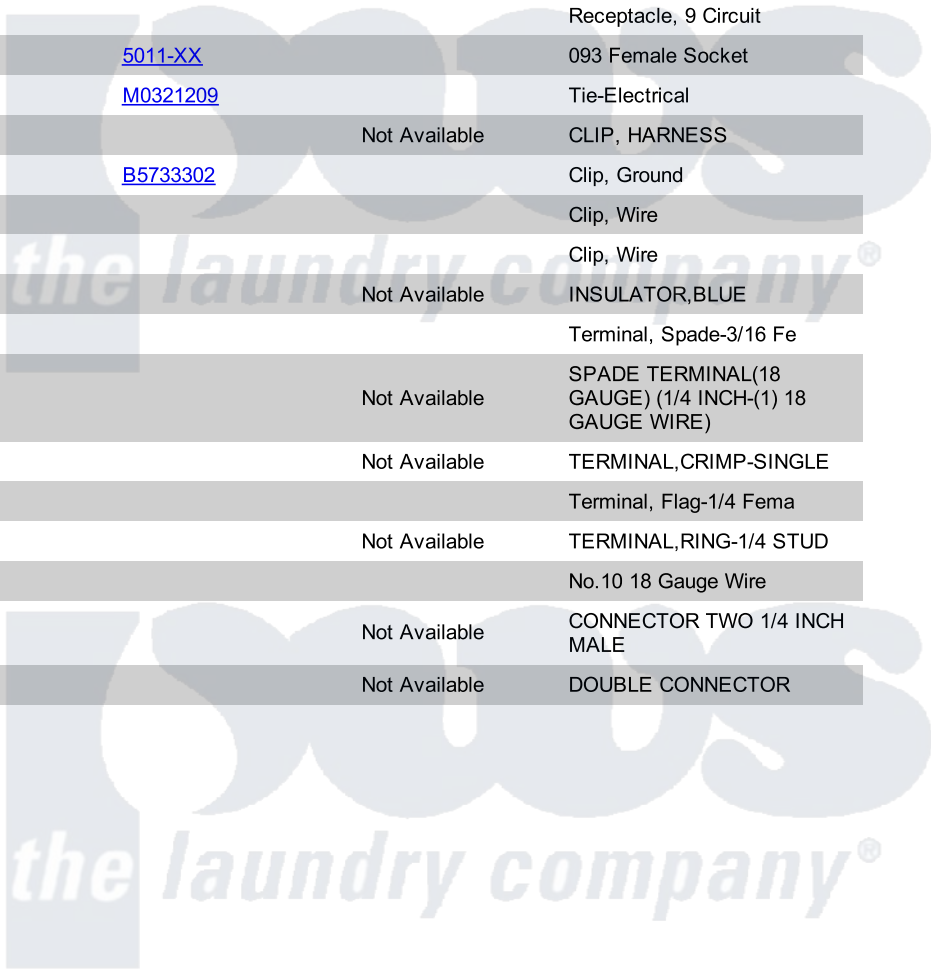 Receptacle, 9 Circuit
5011-XX 093 Female Socket
M0321209 Tie-Electrical
Not Available CLIP, HARNESS
B5733302 Clip, Ground
Clip, Wire
Clip, Wire
the laundry company®
Not Available INSULATOR,BLUE
Terminal, Spade-3/16 Fe
SPADE TERMINAL(18
Not Available GAUGE) (1/4 INCH-(1) 18
GAUGE WIRE)
Not Available TERMINAL,CRIMP-SINGLE
Terminal, Flag-1/4 Fema
Not Available TERMINAL,RING-1/4 STUD
No.10 18 Gauge Wire
Not Available CONNECTOR TWO 1/4 INCH
MALE
Not Available DOUBLE CONNECTOR
pws
the laundry company®